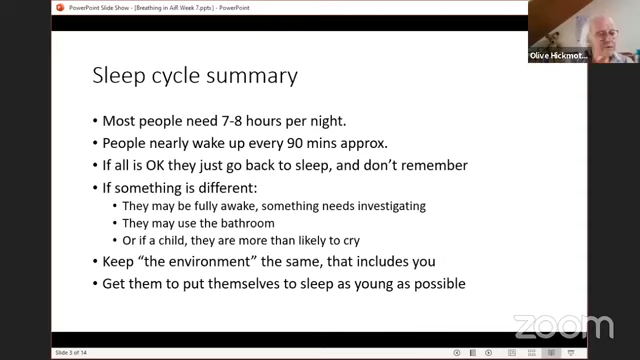 PowerPoint Slide Show - [Breathing in AiR Week 7.ppts] - PowerPoint
Olive Hickmot...
Sleep cycle summary
• Most people need 7-8 hours per night.
• People nearly wake up every 90 mins approx.
• If all is OK they just go back to sleep, and don't remember
• If something is different:
• They may be fully awake, something needs investigating
• They may use the bathroom
• Or if a child, they are more than likely to cry
• Keep “the environment” the same, that includes you
• Get them to put themselves to sleep as young as possible
zoom
Slide 3 of 14